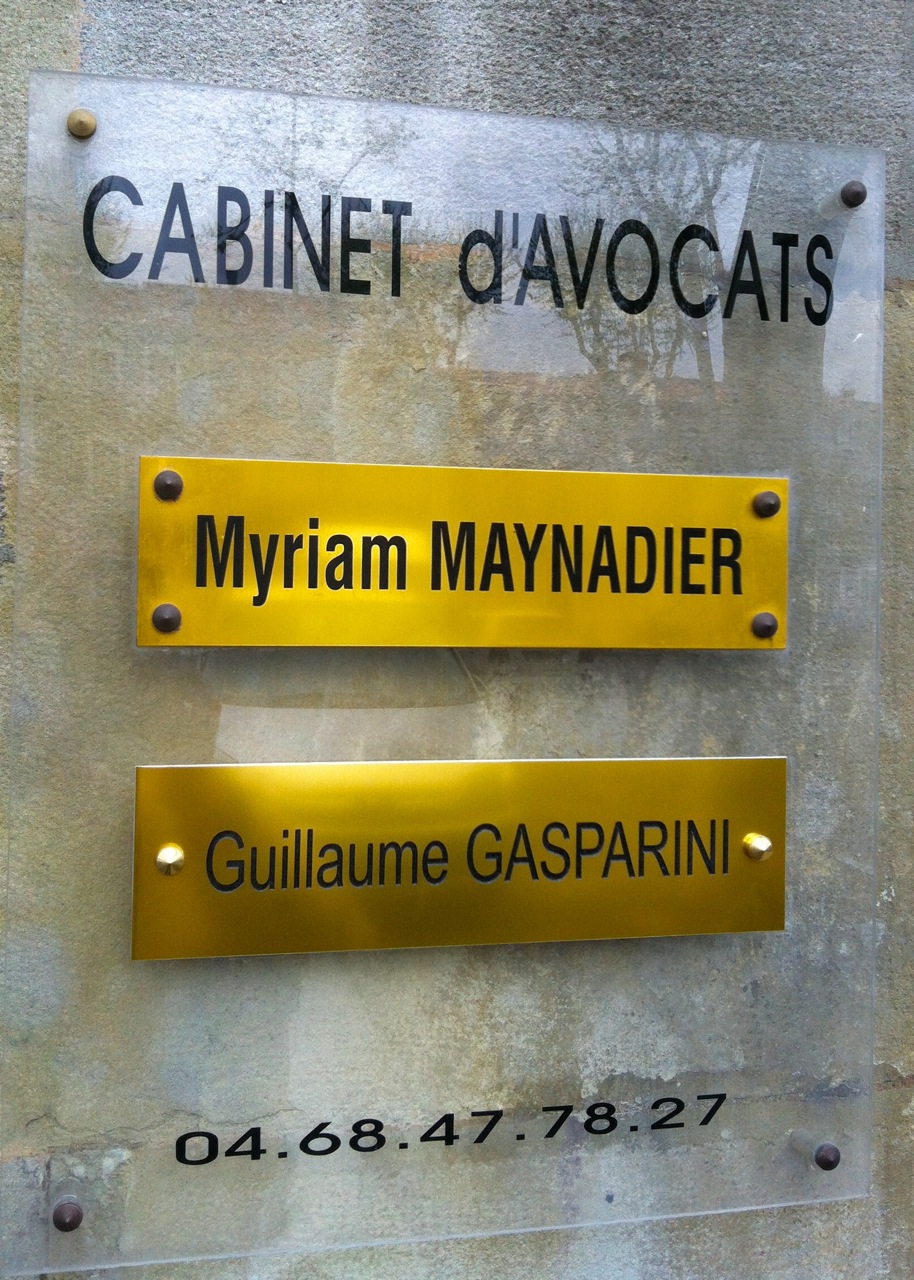 CABINET d'AVOCATS
Myriam MAYNADIER
Guillaume GASPARINI
04.68.47.78.27